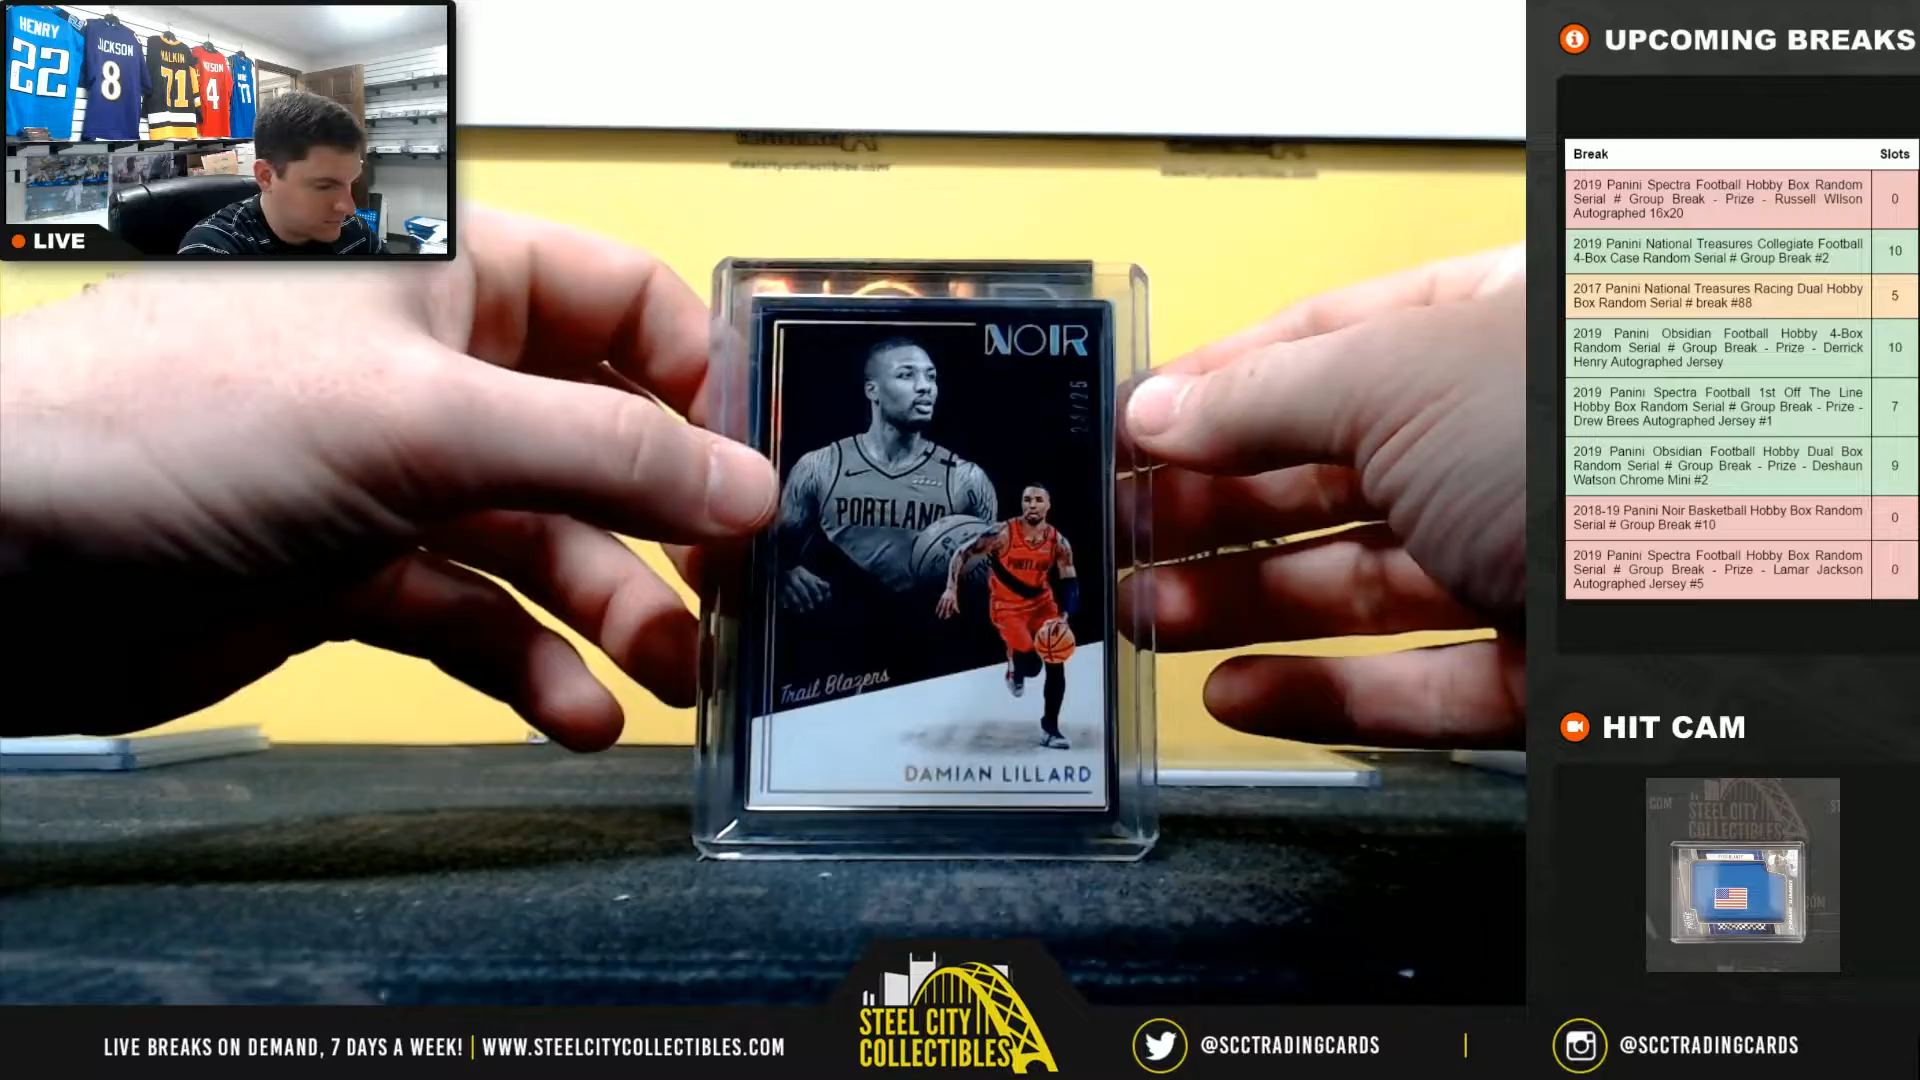 HENRY
22
JACKSON
8
MALKIN
71
4
77
LIVE
NOIR
/25
PORTLAND
PORTLAND
Trail Blazers
DAMIAN LILLARD
UPCOMING BREAKS
Break Slots
2019 Panini Spectra Football Hobby Box Random
Serial # Group Break - Prize - Russell WIlson
Autographed 16x20
0
2019 Panini National Treasures Collegiate Football
4-Box Case Random Serial # Group Break #2
10
2017 Panini National Treasures Racing Dual Hobby
Box Random Serial # break #88
5
2019 Panini Obsidian Football Hobby 4-Box
Random Serial # Group Break - Prize - Derrick
Henry Autographed Jersey
10
2019 Panini Spectra Football 1st Off The Line
Hobby Box Random Serial # Group Break - Prize -
Drew Brees Autographed Jersey #1
7
2019 Panini Obsidian Football Hobby Dual Box
Random Serial # Group Break - Prize - Deshaun
Watson Chrome Mini #2
9
2018-19 Panini Noir Basketball Hobby Box Random
Serial # Group Break #10
0
2019 Panini Spectra Football Hobby Box Random
Serial # Group Break - Prize - Lamar Jackson
Autographed Jersey #5
0
HIT CAM
STEEL CITY
COLLECTIBLES
LIVE BREAKS ON DEMAND, 7 DAYS A WEEK! | WWW.STEELCITYCOLLECTIBLES.COM
STEEL CITY
COLLECTIBLES
@SCCTRADINGCARDS | @SCCTRADINGCARDS